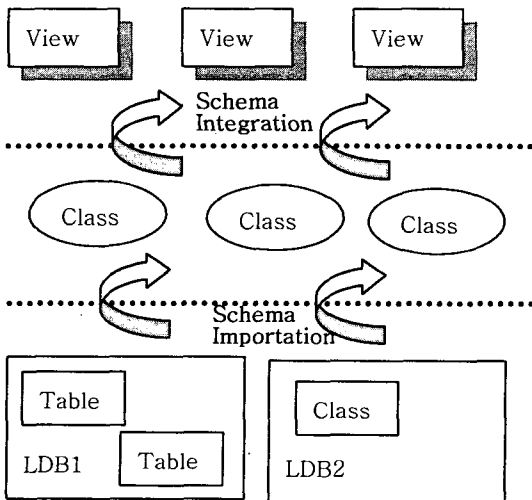 View View View
Schema
Integration
Class Class Class
Schema
Importation
Table
Class
Table
LDB1
LDB2